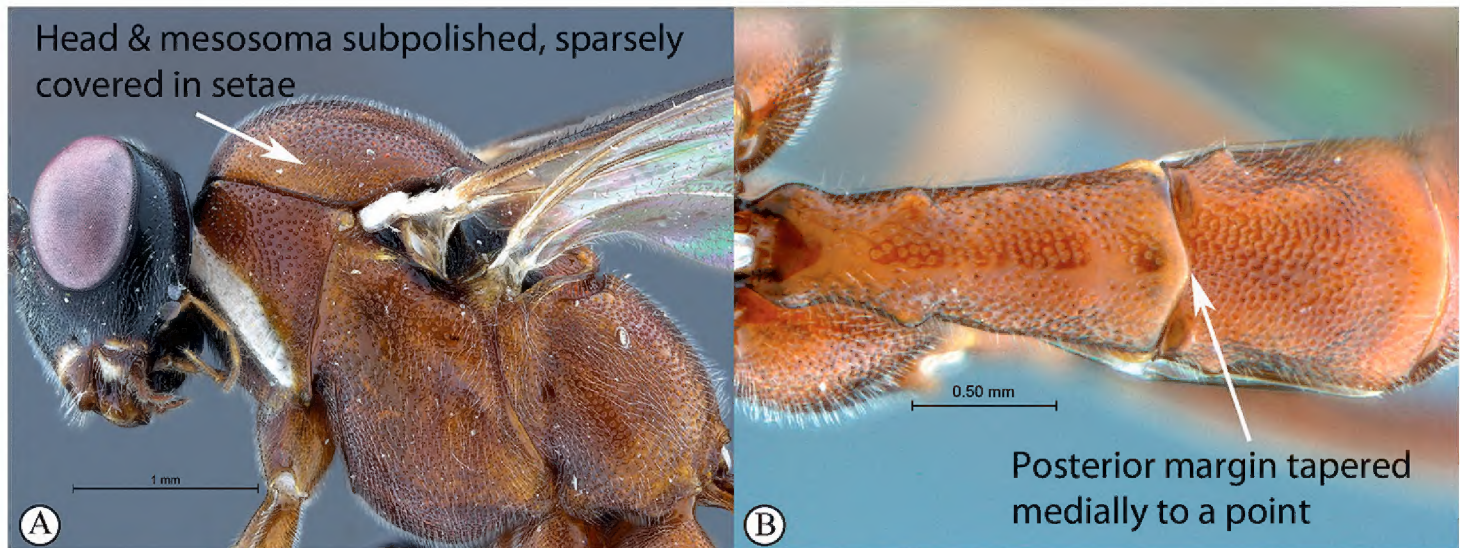 Head & mesosoma subpolished, sparsely
covered in setae
1 mm
A
0.50 mm
Posterior margin tapered
medially to a point
B